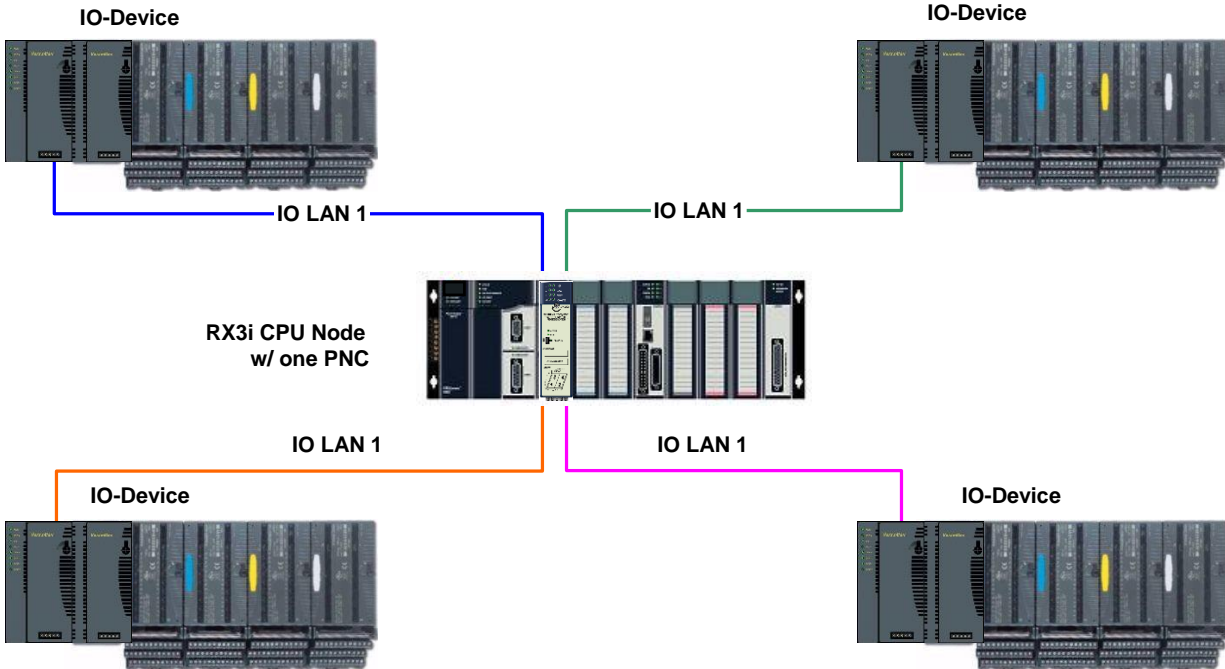 IO-Device
IO-Device
IO LAN 1
IO LAN 1
RX3i CPU Node
w/ one PNC
IO LAN 1
IO LAN 1
IO-Device
IO-Device